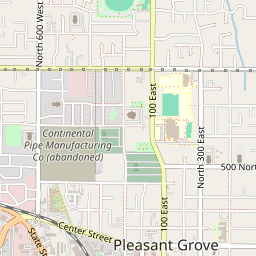 North 600 West
100 East
Continental
Pipe Manufacturing
Co (abandoned)
North 300 East
500 Nort
100 East
Center Street
State St
Pleasant Grove